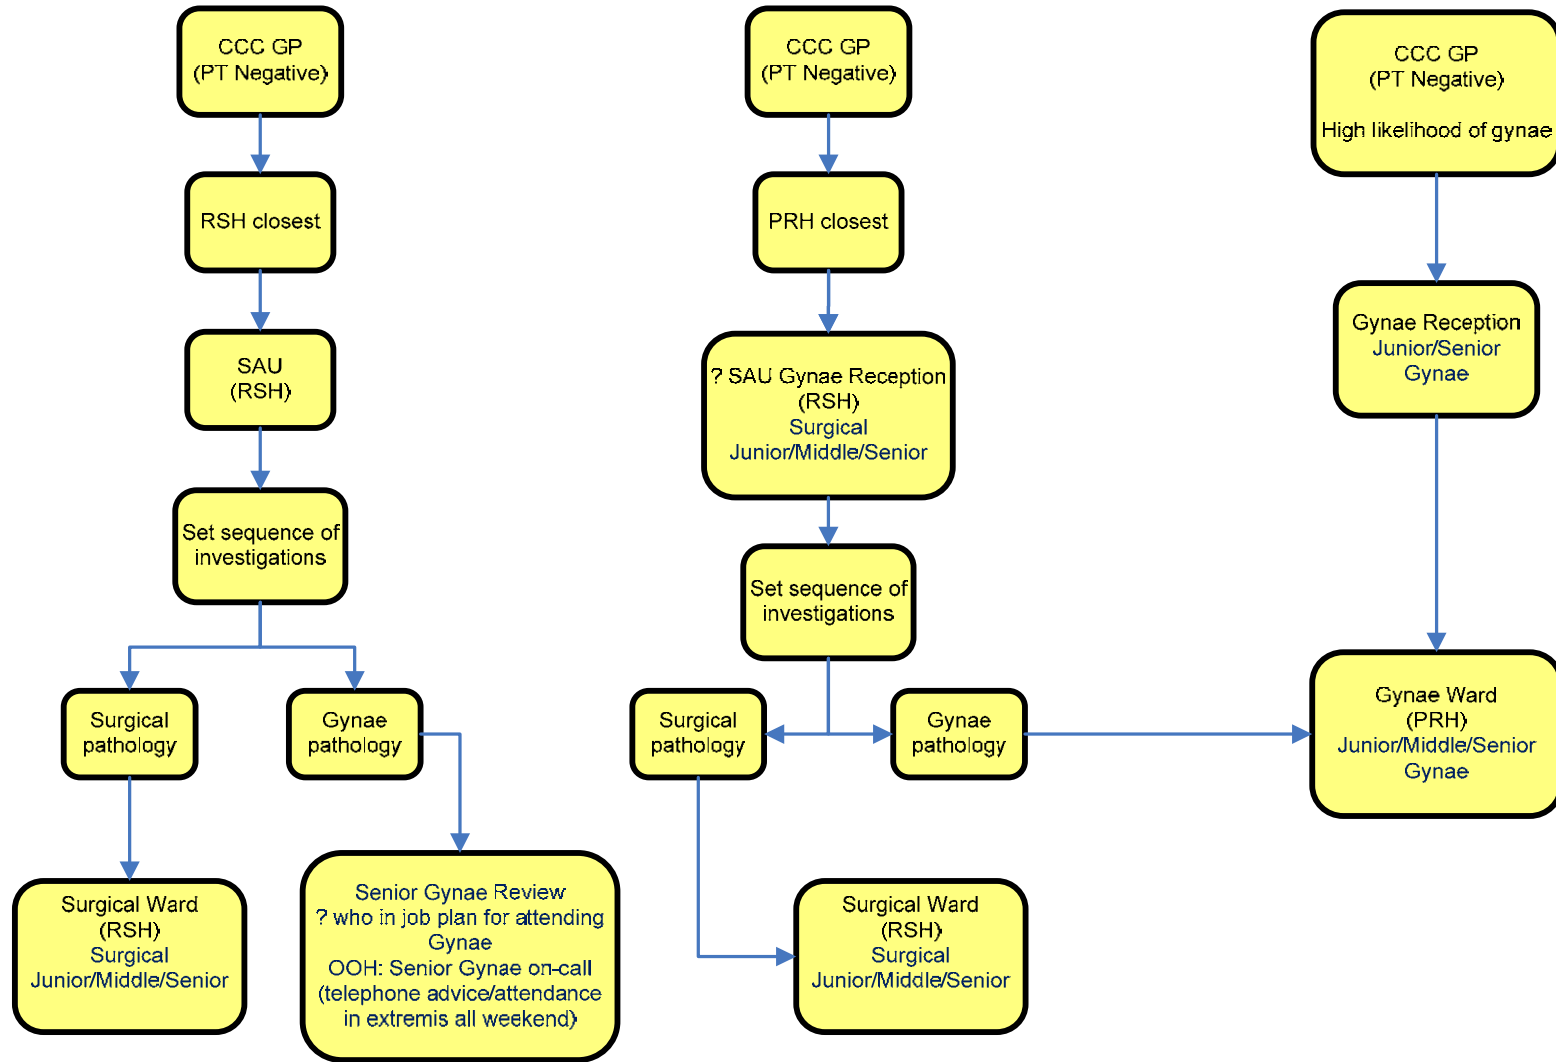 CCC GP
(PT Negative)
RSH closest
SAU
(RSH)
Set sequence of
investigations
Surgical
pathology
Gynae
pathology
Surgical Ward
(RSH)
Surgical
Junior/Middle/Senior
Senior Gynae Review
? who in job plan for attending
Gynae
OOH: Senior Gynae on-call
(telephone advice/attendance
in extremis all weekend)
CCC GP
(PT Negative)
PRH closest
? SAU Gynae Reception
(RSH)
Surgical
Junior/Middle/Senior
Set sequence of
investigations
Surgical
pathology
Gynae
pathology
Surgical Ward
(RSH)
Surgical
Junior/Middle/Senior
CCC GP
(PT Negative)
High likelihood of gynae
Gynae Reception
Junior/Senior
Gynae
Gynae Ward
(PRH)
Junior/Middle/Senior
Gynae